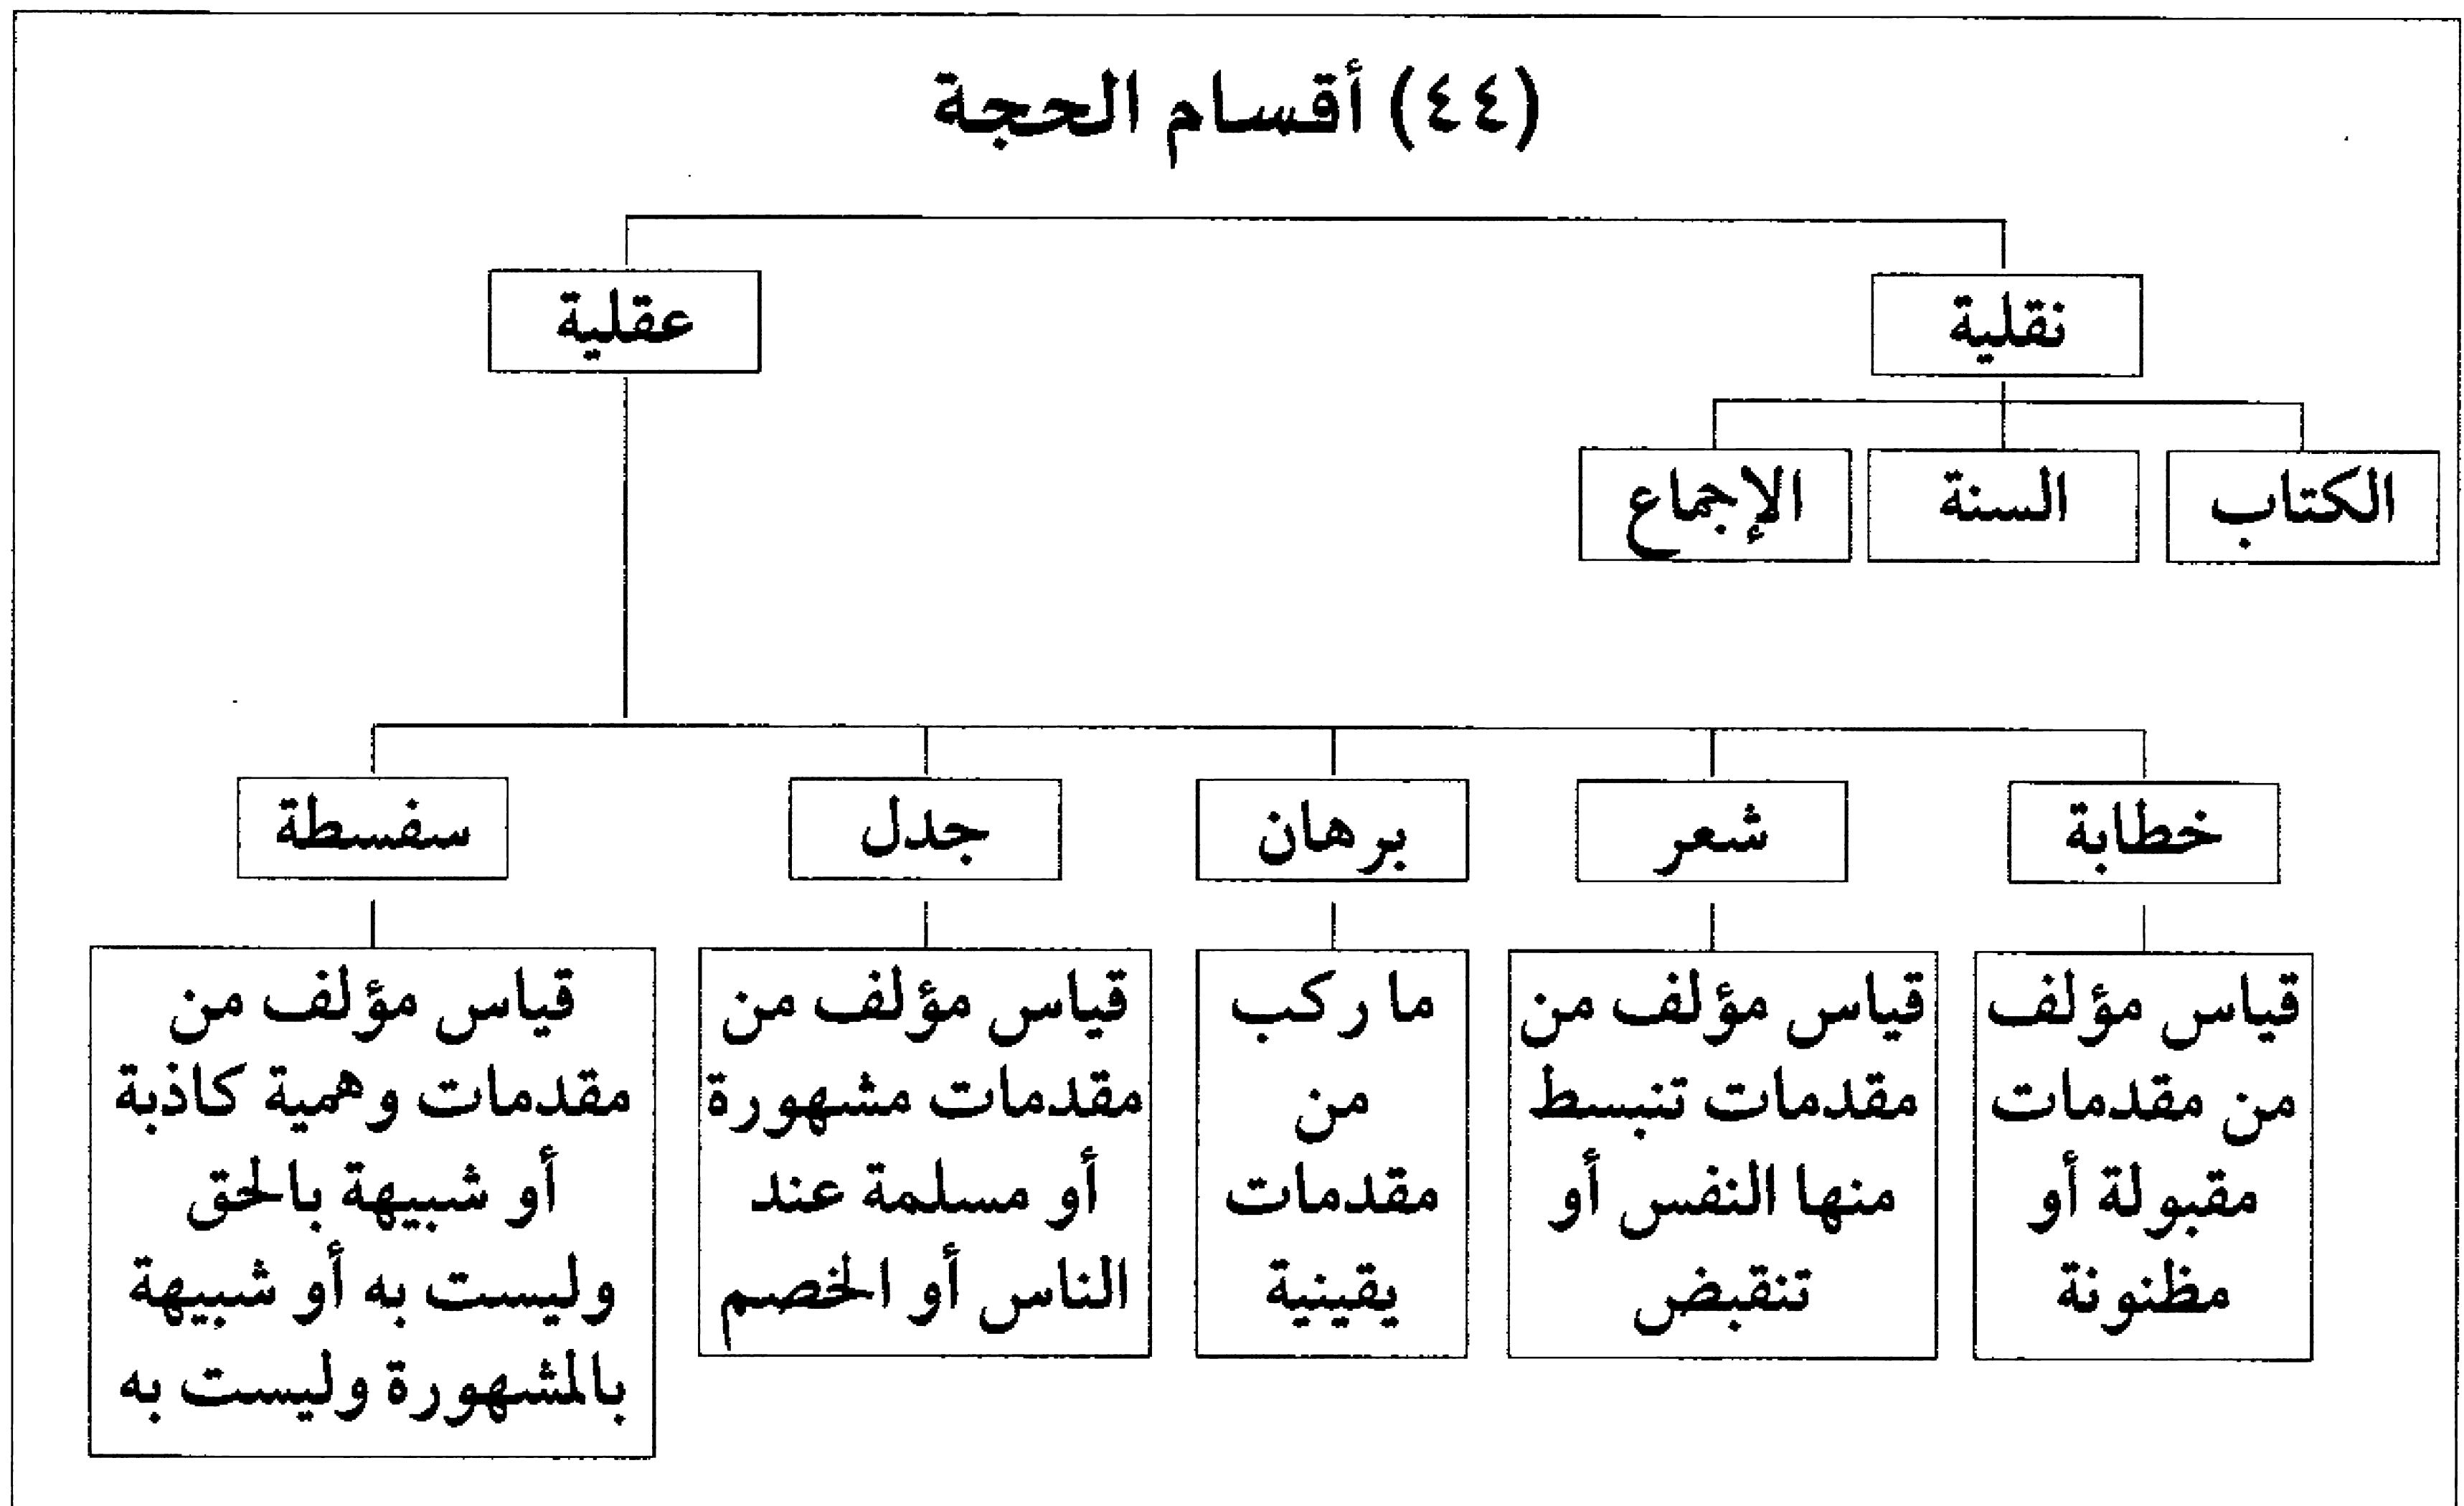 (٤٤) أقسام الحجة
نقلية
عقلية
الكتاب
السنة
الإجماع
خطابة
شعر
برهان
جدل
سفسطة
قياس مؤلف
من مقدمات
مقبولة أو
مظنونة
قياس مؤلف من
مقدمات تنبسط
منها النفس أو
تنقبض
ما ركب
من
مقدمات
يقينية
قياس مؤلف من
مقدمات مشهورة
أو مسلمة عند
الناس أو الخصم
قياس مؤلف من
مقدمات وهمية كاذبة
أو شبيهة بالحق
وليست به أو شبيهة
بالمشهورة وليست به